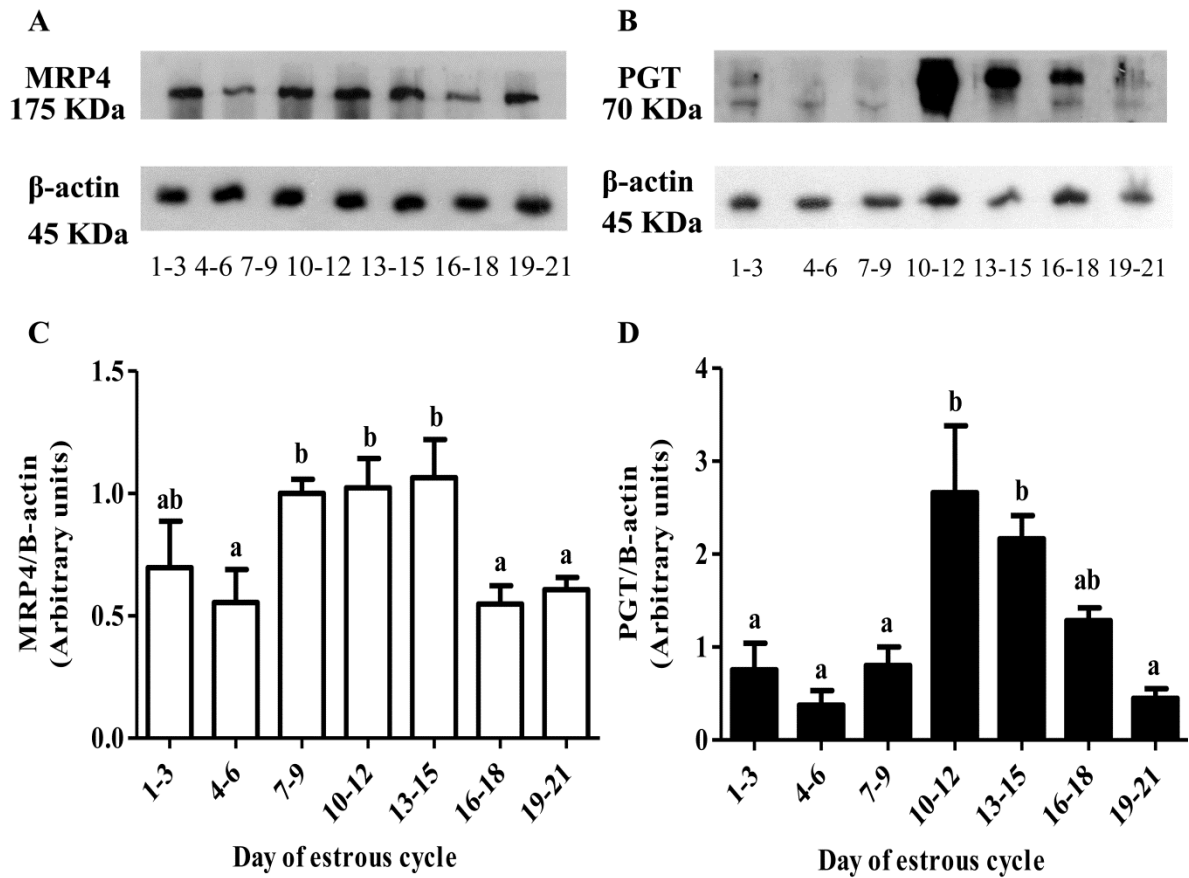 A
MRP4
175 KDa
β-actin
45 KDa
1-3 4-6 7-9 10-12 13-15 16-18 19-21
B
PGT
70 KDa
β-actin
45 KDa
1-3 4-6 7-9 10-12 13-15 16-18 19-21
C
MRP4/B-actin
(Arbitrary units)
1.5
1.0
0.5
0.0
ab
a
b
b
b
a
a
1-3
4-6
7-9
10-12
13-15
16-18
19-21
Day of estrous cycle
D
PGT/B-actin
(Arbitrary units)
4
3
2
1
0
a
a
a
b
b
ab
a
1-3
4-6
7-9
10-12
13-15
16-18
19-21
Day of estrous cycle